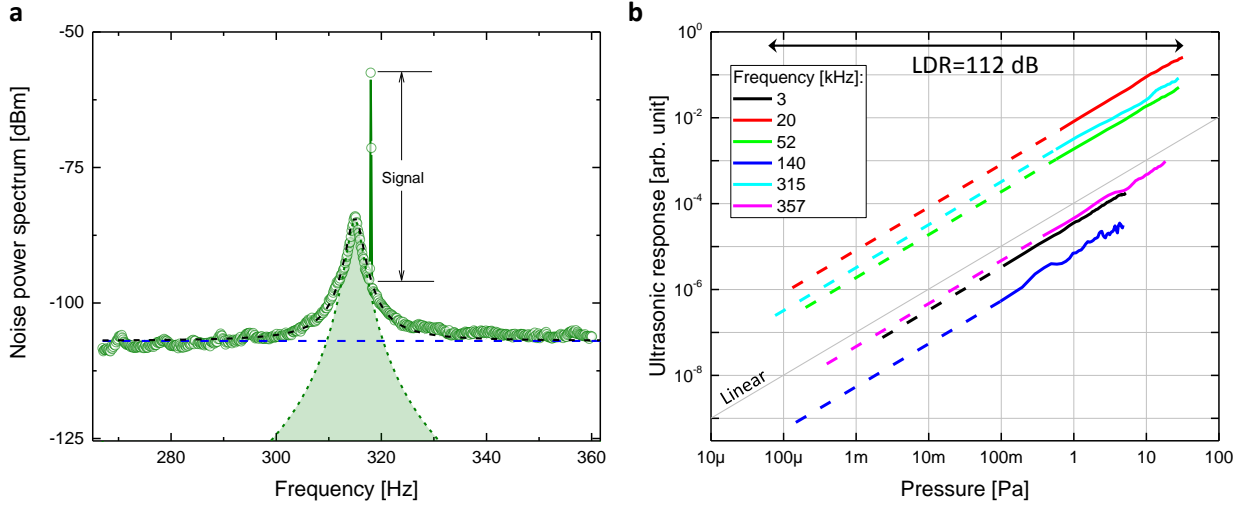 a
Noise power spectrum [dBm]
-50
-75
-100
-125
Signal
280
300
320
340
360
Frequency [Hz]
b
Ultrasonic response [arb. unit]
10⁰
10⁻²
10⁻⁴
10⁻⁶
10⁻⁸
LDR=112 dB
Frequency [kHz]:
3
20
52
140
315
357
Linear
10µ
100µ
1m
10m
100m
1
10
100
Pressure [Pa]